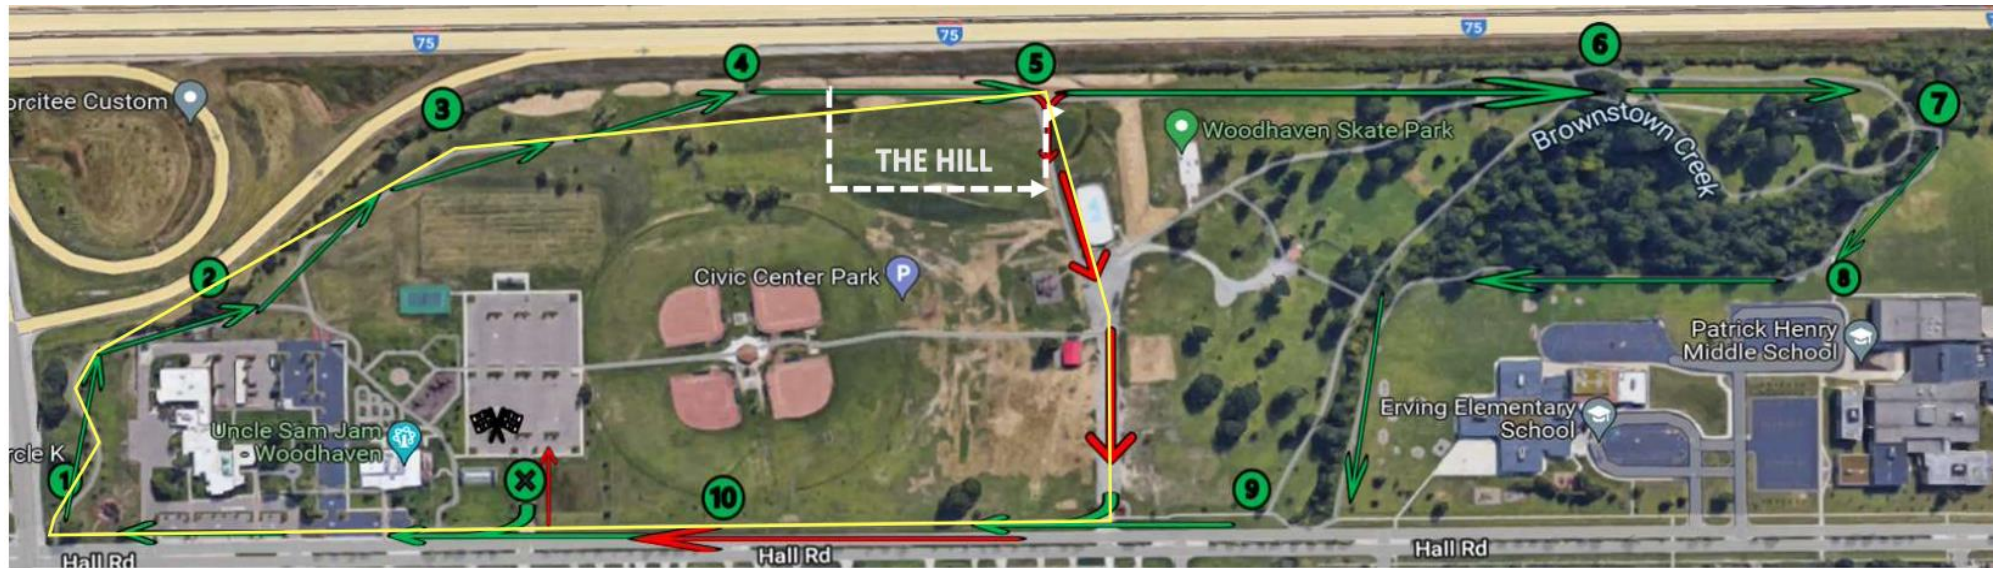 75
75
75
4
5
6
orcitee Custom
3
7
Woodhaven Skate Park
Brownstown Creek
THE HILL
2
Civic Center Park
P
8
Patrick Henry
Middle School
Erving Elementary
School
Uncle Sam Jam
Woodhaven
rcle K
1
X
10
9
Hall Rd
Hall Rd
Hall Rd